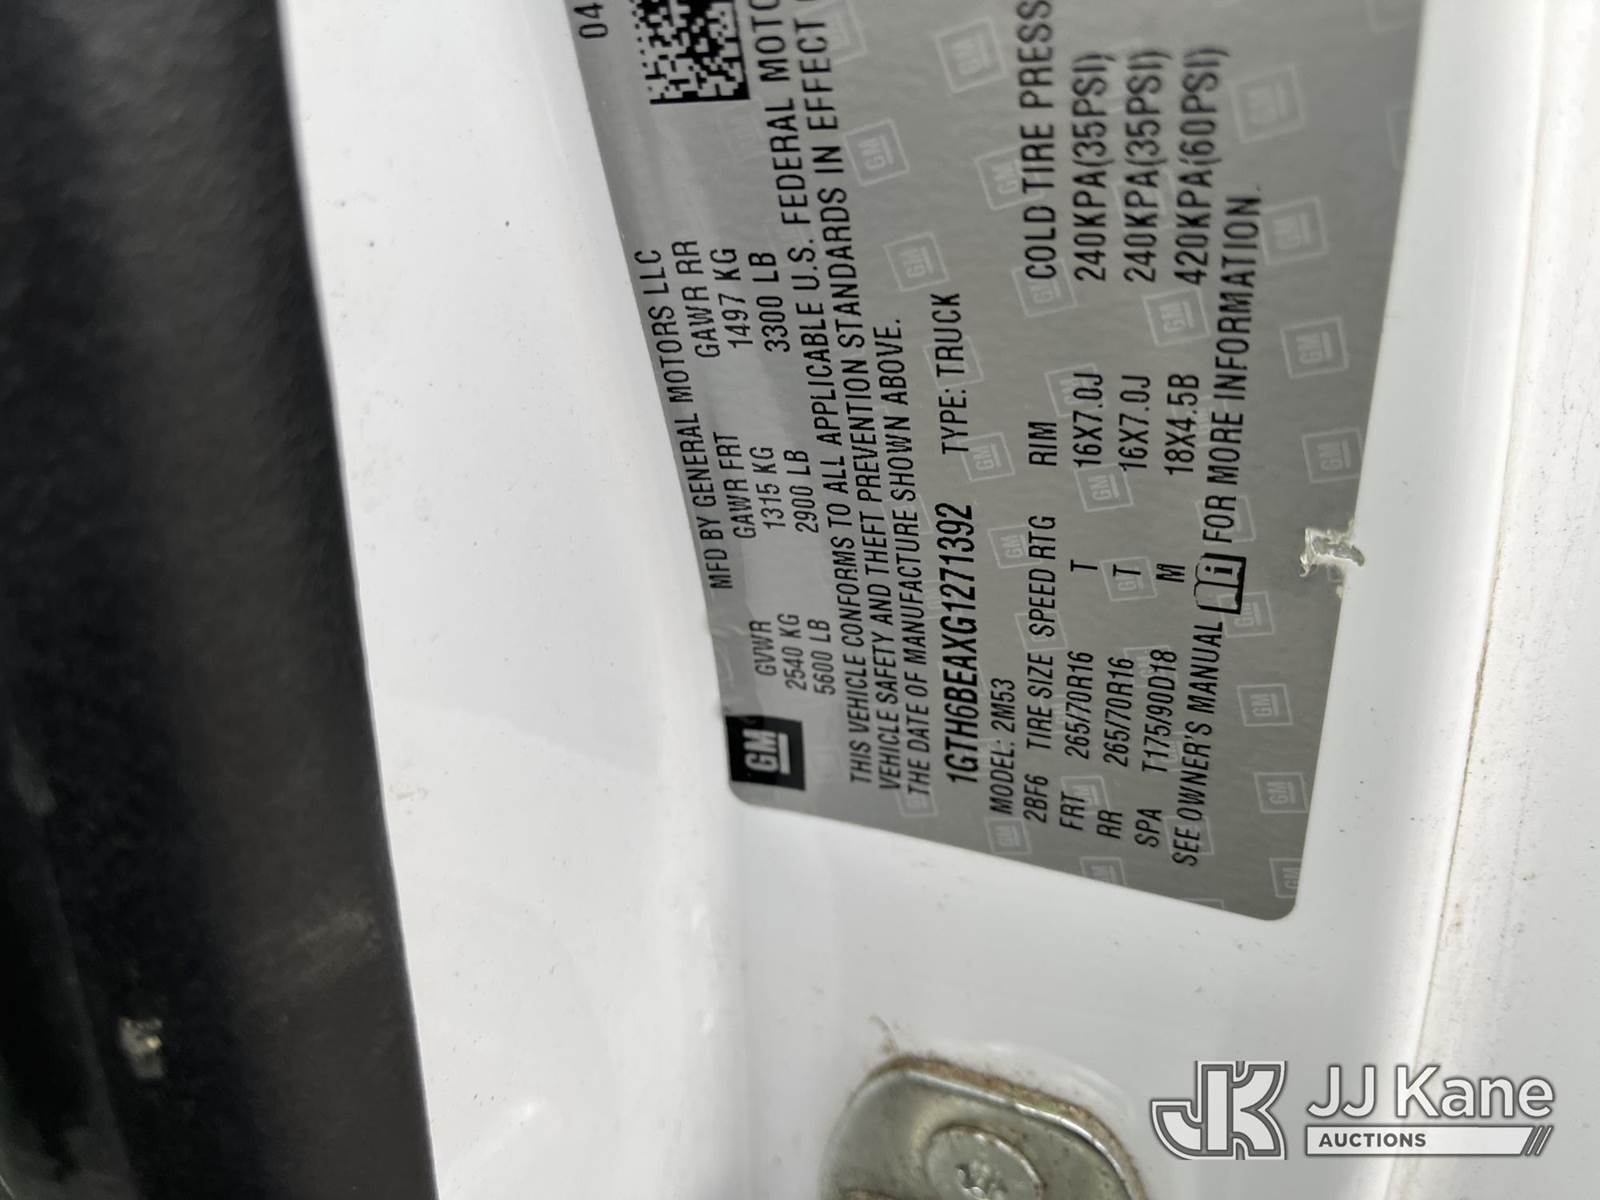 04
GM
MFD BY GENERAL MOTORS LLC
GVWR GAWR FRT GAWR RR
2540 KG 1315 KG 1497 KG
5600 LB 2900 LB 3300 LB
THIS VEHICLE CONFORMS TO ALL APPLICABLE U.S. FEDERAL MOTO
VEHICLE SAFETY AND THEFT PREVENTION STANDARDS IN EFFECT
THE DATE OF MANUFACTURE SHOWN ABOVE.
1GTH6BEAXG1271392 TYPE: TRUCK
MODEL: 2M53
2BF6 TIRE SIZE SPEED RTG RIM COLD TIRE PRESS
FRT 265/70R16 T 16X7.0J 240KPA(35PSI)
RR 265/70R16 T 16X7.0J 240KPA(35PSI)
SPA T175/90D18 M 18X4.5B 420KPA(60PSI)
SEE OWNER'S MANUAL i FOR MORE INFORMATION.
JK JJ Kane
AUCTIONS